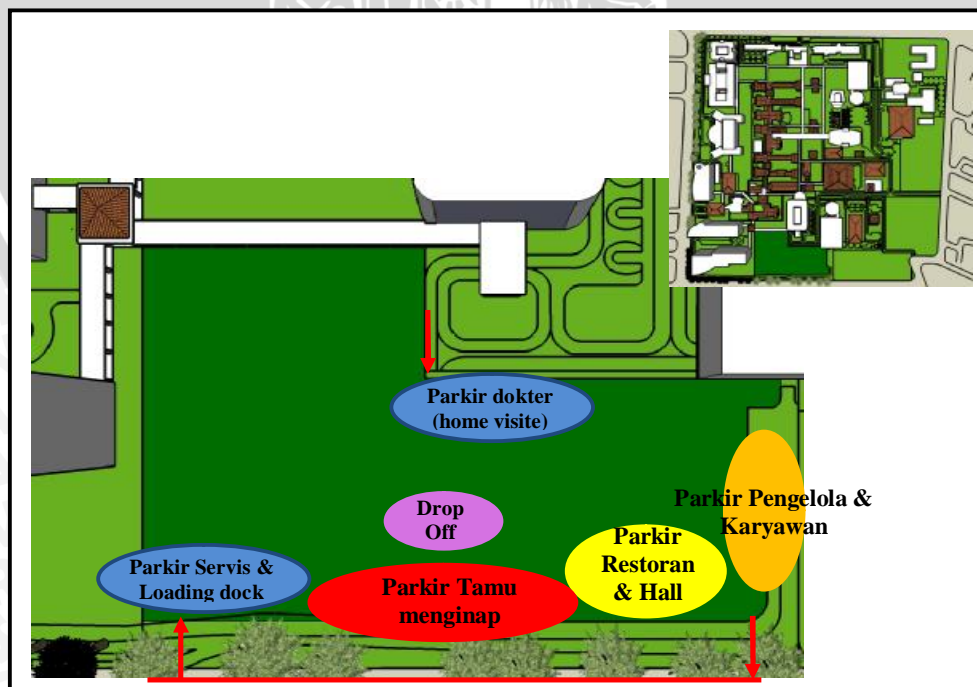 Parkir dokter
(home visite)
Parkir Pengelola &
Karyawan
Drop
Off
Parkir
Restoran
& Hall
Parkir Servis &
Loading dock
Parkir Tamu
menginap